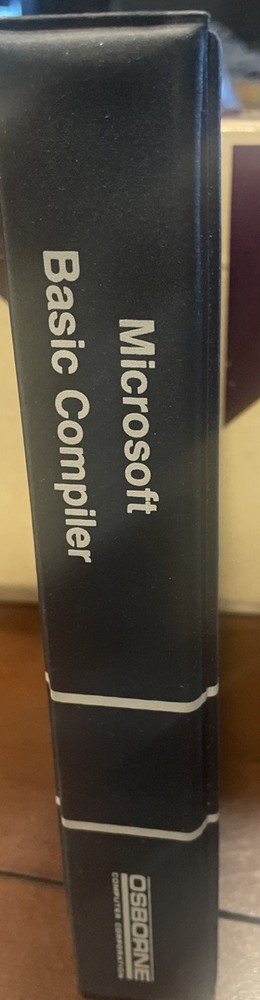 Microsoft
Basic Compiler
OSBORNE
COMPUTER CORPORATION